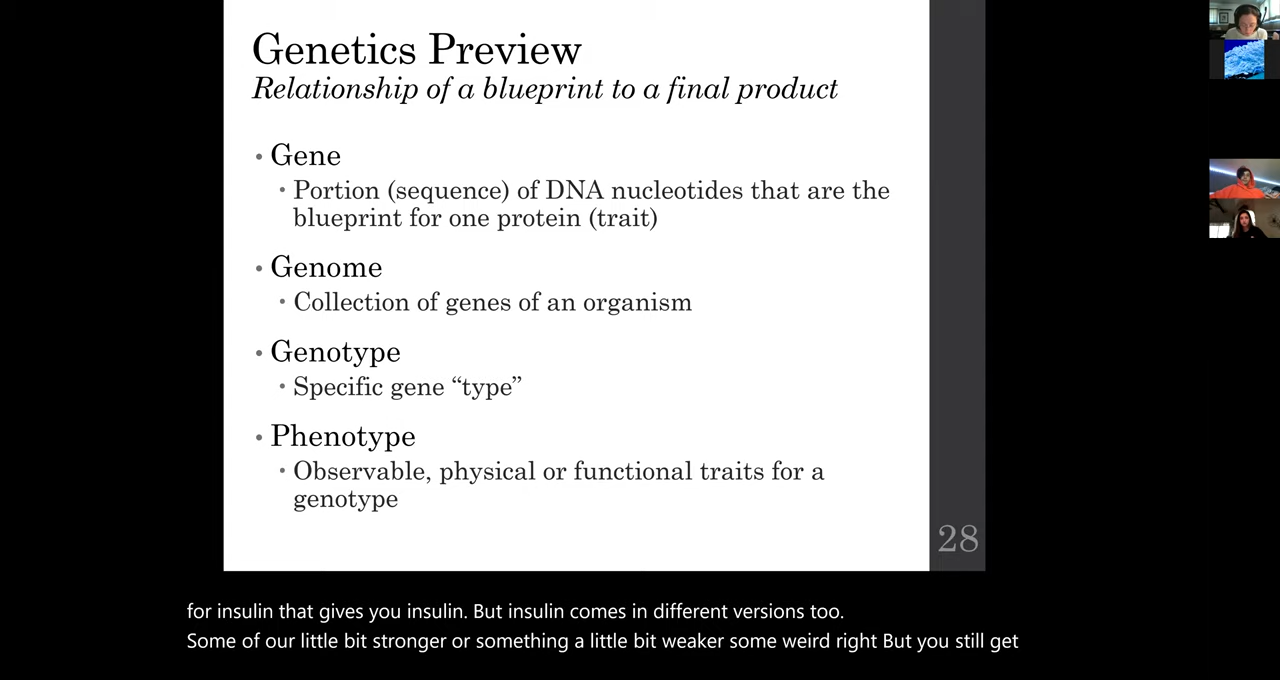 Genetics Preview
Relationship of a blueprint to a final product
• Gene
• Portion (sequence) of DNA nucleotides that are the
blueprint for one protein (trait)
• Genome
• Collection of genes of an organism
• Genotype
• Specific gene “type”
• Phenotype
• Observable, physical or functional traits for a
genotype
28
for insulin that gives you insulin. But insulin comes in different versions too.
Some of our little bit stronger or something a little bit weaker some weird right But you still get